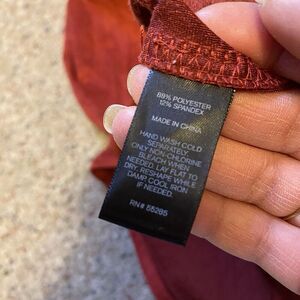 88% POLYESTER
12% SPANDEX
MADE IN CHINA
HAND WASH COLD
SEPARATELY
ONLY NON CHLORINE
BLEACH WHEN
NEEDED. LAY FLAT TO
DRY RESHAPE WHILE
DAMP COOL IRON
IF NEEDED.
RN# 55285